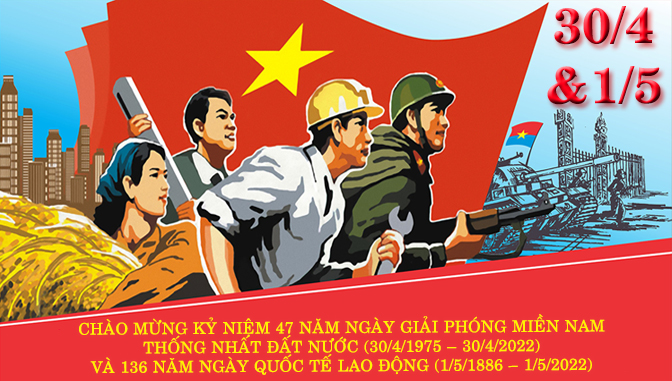 30/4
& 1/5
CHÀO MỪNG KỶ NIỆM 47 NĂM NGÀY GIẢI PHÓNG MIỀN NAM
THỐNG NHẤT ĐẤT NƯỚC (30/4/1975 – 30/4/2022)
VÀ 136 NĂM NGÀY QUỐC TẾ LAO ĐỘNG (1/5/1886 – 1/5/2022)